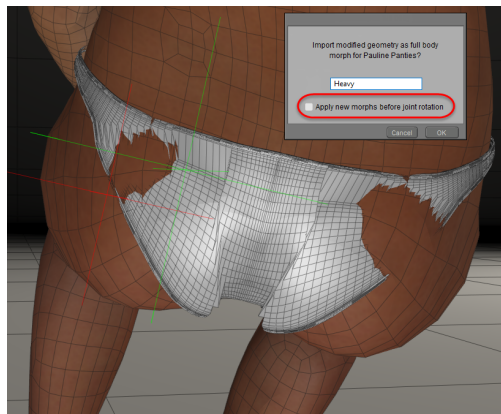 Import modified geometry as full body
morph for Pauline Panties?
Heavy
Apply new morphs before joint rotation
Cancel
OK